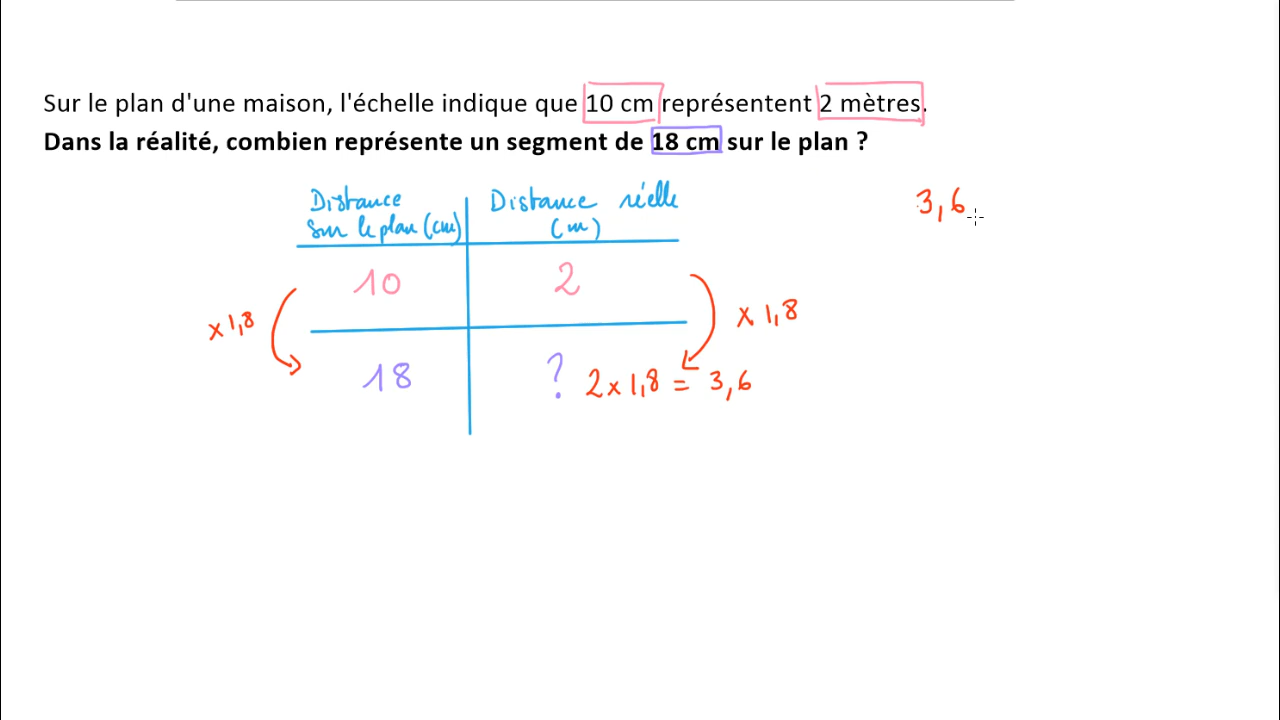 Sur le plan d'une maison, l'échelle indique que 10 cm représentent 2 mètres.
Dans la réalité, combien représente un segment de 18 cm sur le plan ?
Distance
sur le plan (cm)
Distance réelle
(m)
3,6
10 2
x 1,8
x 1,8
18 ? 2 x 1,8 = 3,6